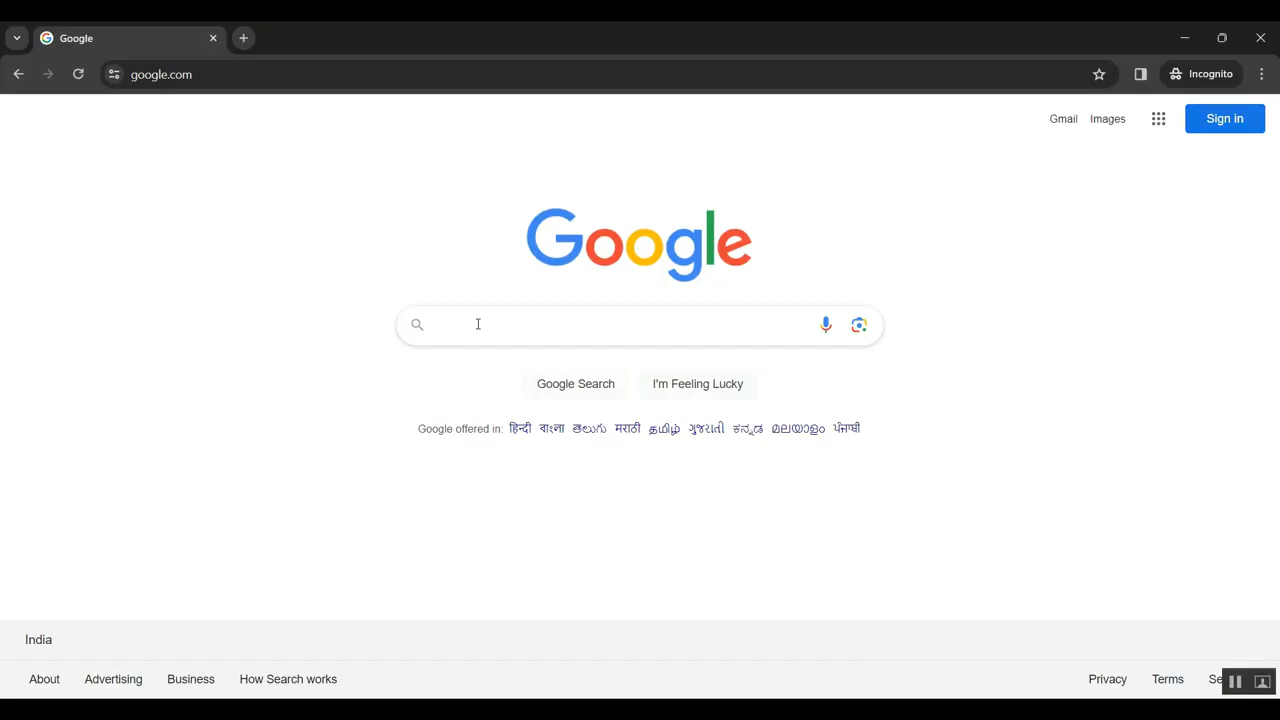 Google
google.com
Incognito
Gmail Images Sign in
Google
Google Search I'm Feeling Lucky
Google offered in: हिन्दी বাংলা తెలుగు मराठी தமிழ் ગુજરાતી ಕನ್ನಡ മലയാളം ਪੰਜਾਬੀ
India
About Advertising Business How Search works Privacy Terms Se